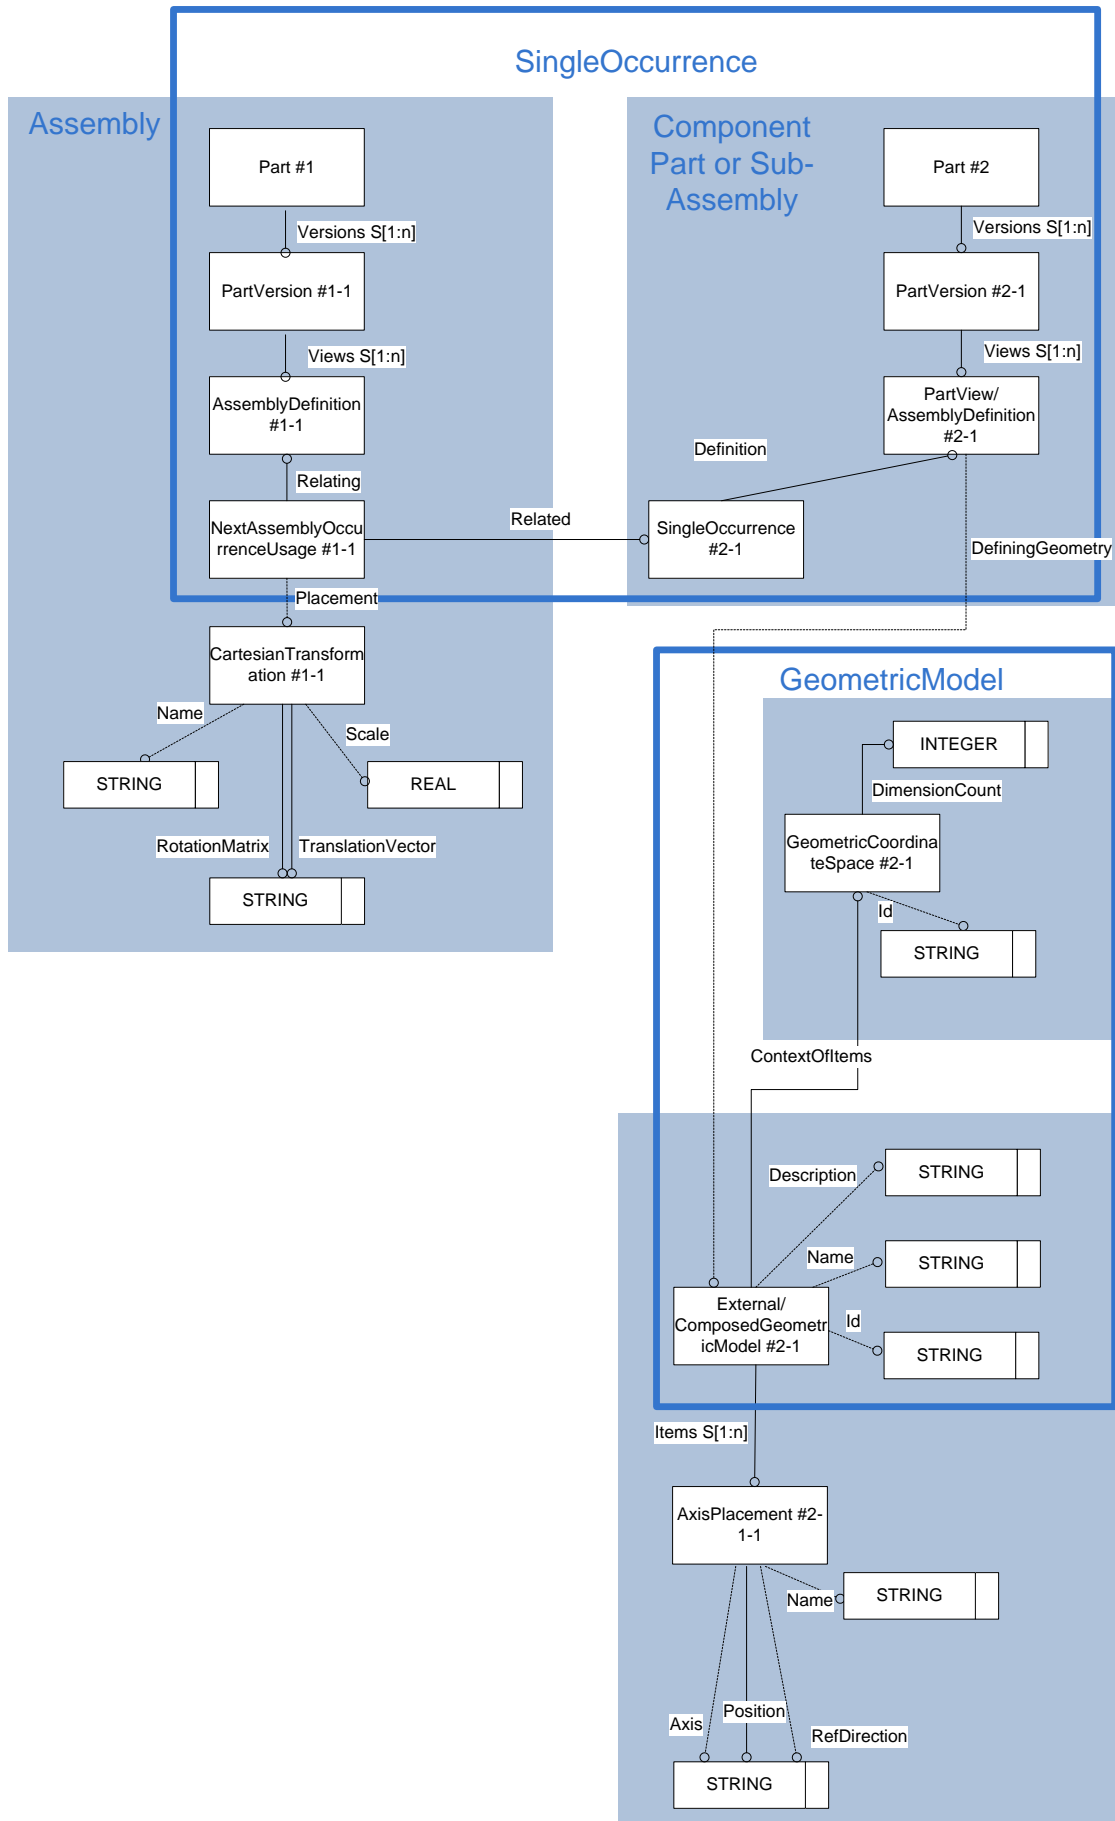 SingleOccurrence
Assembly
Part #1
Versions S[1:n]
PartVersion #1-1
Views S[1:n]
AssemblyDefinition
#1-1
Relating
NextAssemblyOccu
rrenceUsage #1-1
Placement
CartesianTransform
ation #1-1
Name
Scale
STRING
REAL
RotationMatrix
TranslationVector
STRING
Related
Component
Part or Sub-
Assembly
Part #2
Versions S[1:n]
PartVersion #2-1
Views S[1:n]
PartView/
AssemblyDefinition
#2-1
Definition
SingleOccurrence
#2-1
DefiningGeometry
GeometricModel
INTEGER
DimensionCount
GeometricCoordina
teSpace #2-1
Id
STRING
ContextOfItems
Description
STRING
Name
STRING
External/
ComposedGeometr
icModel #2-1
Id
STRING
Items S[1:n]
AxisPlacement #2-
1-1
Name
STRING
Axis
Position
RefDirection
STRING